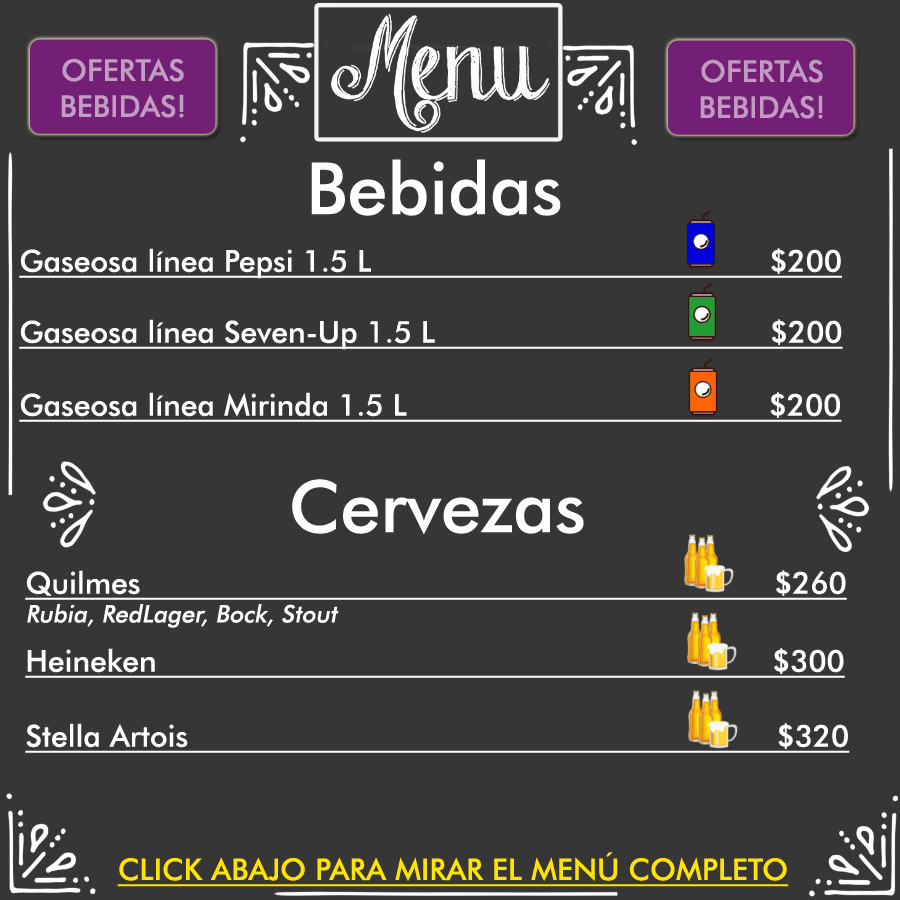 Menu
OFERTAS
BEBIDAS!
OFERTAS
BEBIDAS!
Bebidas
Gaseosa línea Pepsi 1.5 L $200
Gaseosa línea Seven-Up 1.5 L $200
Gaseosa línea Mirinda 1.5 L $200
Cervezas
Quilmes $260
Rubia, RedLager, Bock, Stout
Heineken $300
Stella Artois $320
CLICK ABAJO PARA MIRAR EL MENÚ COMPLETO